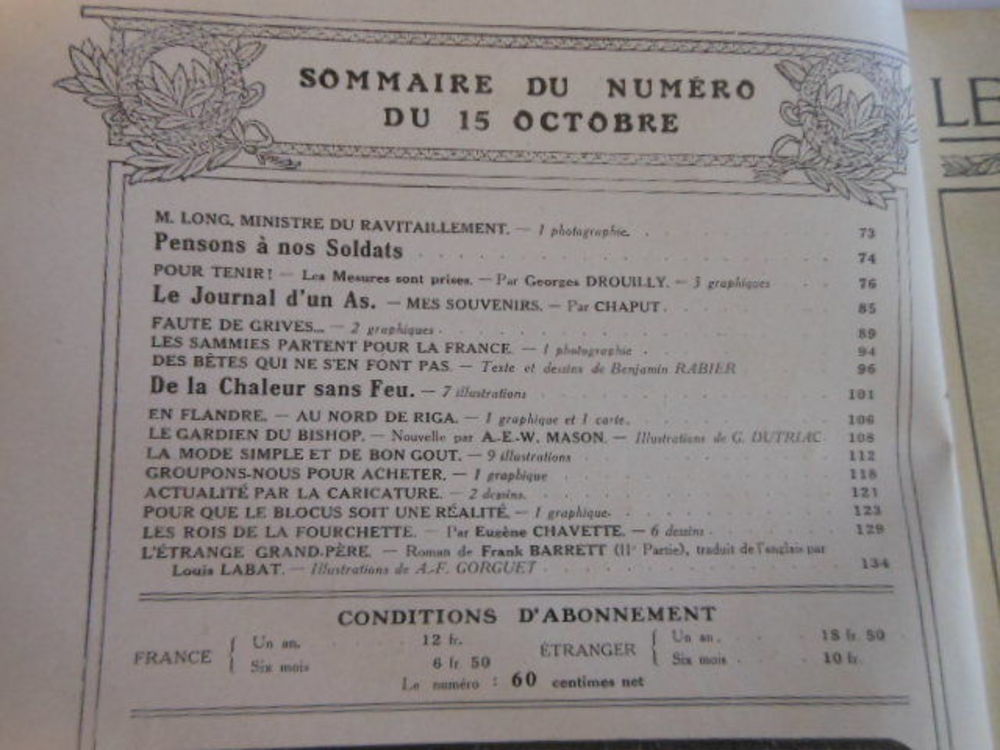 SOMMAIRE DU NUMÉRO
DU 15 OCTOBRE
LE
M. LONG, MINISTRE DU RAVITAILLEMENT. — 1 photographie. 73
Pensons à nos Soldats 74
POUR TENIR! — Les Mesures sont prises. — Par Georges DROUILLY. — 3 graphiques 76
Le Journal d'un As. — MES SOUVENIRS. — Par CHAPUT. 85
FAUTE DE GRIVES... — 2 graphiques. 89
LES SAMMIES PARTENT POUR LA FRANCE. — 1 photographie 94
DES BÊTES QUI NE S'EN FONT PAS. — Texte et dessins de Benjamin RABIER 96
De la Chaleur sans Feu. — 7 illustrations 101
EN FLANDRE. — AU NORD DE RIGA. — 1 graphique et 1 carte. 106
LE GARDIEN DU BISHOP. — Nouvelle par A.-E.-W. MASON. — Illustrations de G. DUTRIAC. 108
LA MODE SIMPLE ET DE BON GOUT. — 9 illustrations 112
GROUPONS-NOUS POUR ACHETER. — 1 graphique 118
ACTUALITÉ PAR LA CARICATURE. — 2 dessins. 121
POUR QUE LE BLOCUS SOIT UNE RÉALITÉ. — 1 graphique. 123
LES ROIS DE LA FOURCHETTE. — Par Eugène CHAVETTE. — 6 dessins 129
L'ÉTRANGE GRAND-PÈRE. — Roman de Frank BARRETT (IIe Partie), traduit de l'anglais par
Louis LABAT. — Illustrations de A.-F. GORGUET 134
CONDITIONS D'ABONNEMENT
FRANCE { Un an. 12 fr. ÉTRANGER { Un an. 18 fr. 50
Six mois 6 fr. 50 Six mois 10 fr.
Le numéro : 60 centimes net